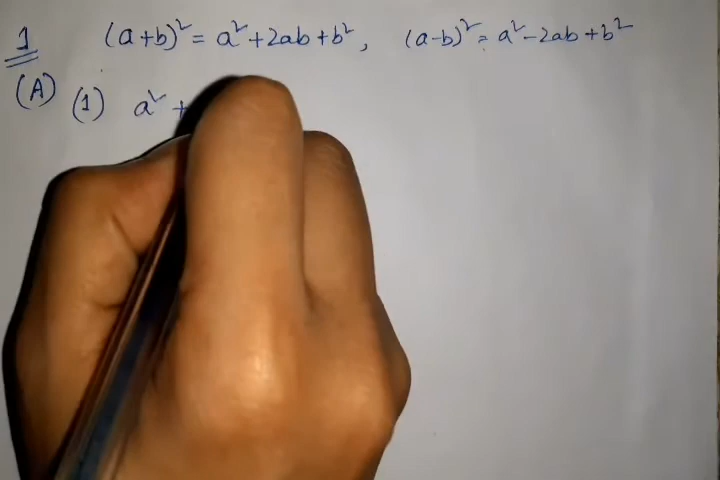 1 (a+b)² = a²+2ab+b², (a-b)² = a²-2ab+b²
(A) (1) a² +